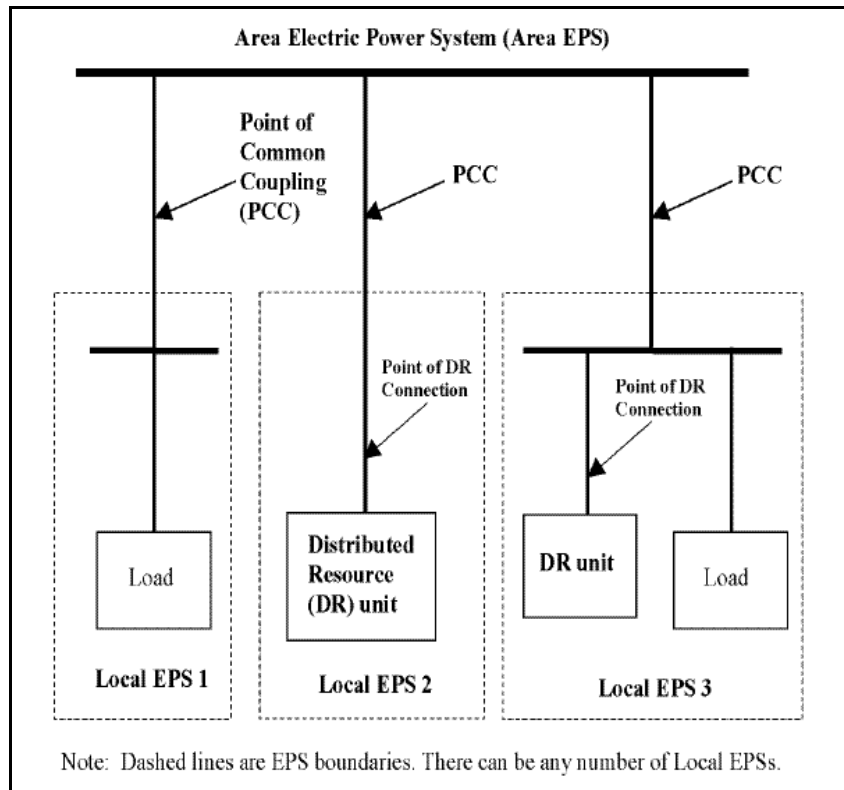 Area Electric Power System (Area EPS)
Point of
Common
Coupling
(PCC)
PCC
PCC
Point of DR
Connection
Point of DR
Connection
Load
Distributed
Resource
(DR) unit
DR unit
Load
Local EPS 1
Local EPS 2
Local EPS 3
Note: Dashed lines are EPS boundaries. There can be any number of Local EPSs.